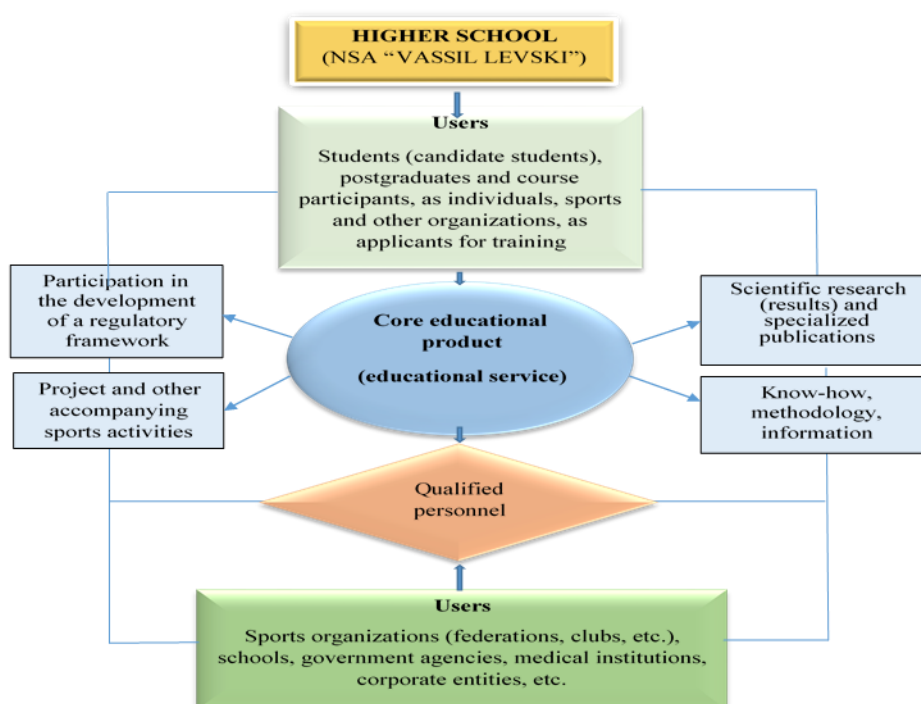 HIGHER SCHOOL
(NSA “VASSIL LEVSKI”)
Users
Students (candidate students),
postgraduates and course
participants, as individuals, sports
and other organizations, as
applicants for training
Participation in
the development
of a regulatory
framework
Project and other
accompanying
sports activities
Core educational
product
(educational service)
Scientific research
(results) and
specialized
publications
Know-how,
methodology,
information
Qualified
personnel
Users
Sports organizations (federations, clubs, etc.),
schools, government agencies, medical institutions,
corporate entities, etc.